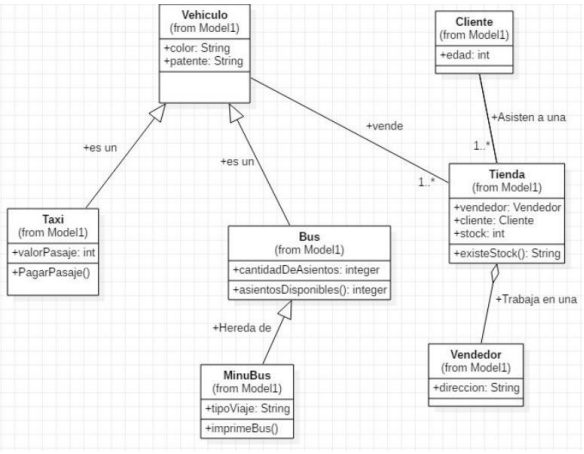 Vehiculo
(from Model1)
+color: String
+patente: String
Cliente
(from Model1)
+edad: int
+vende
+Asisten a una
1..*
1..*
+es un
+es un
Tienda
(from Model1)
+vendedor: Vendedor
+cliente: Cliente
+stock: int
+existeStock(): String
Taxi
(from Model1)
+valorPasaje: int
+PagarPasaje()
Bus
(from Model1)
+cantidadDeAsientos: integer
+asientosDisponibles(): integer
+Trabaja en una
+Hereda de
MinuBus
(from Model1)
+tipoViaje: String
+imprimeBus()
Vendedor
(from Model1)
+direccion: String